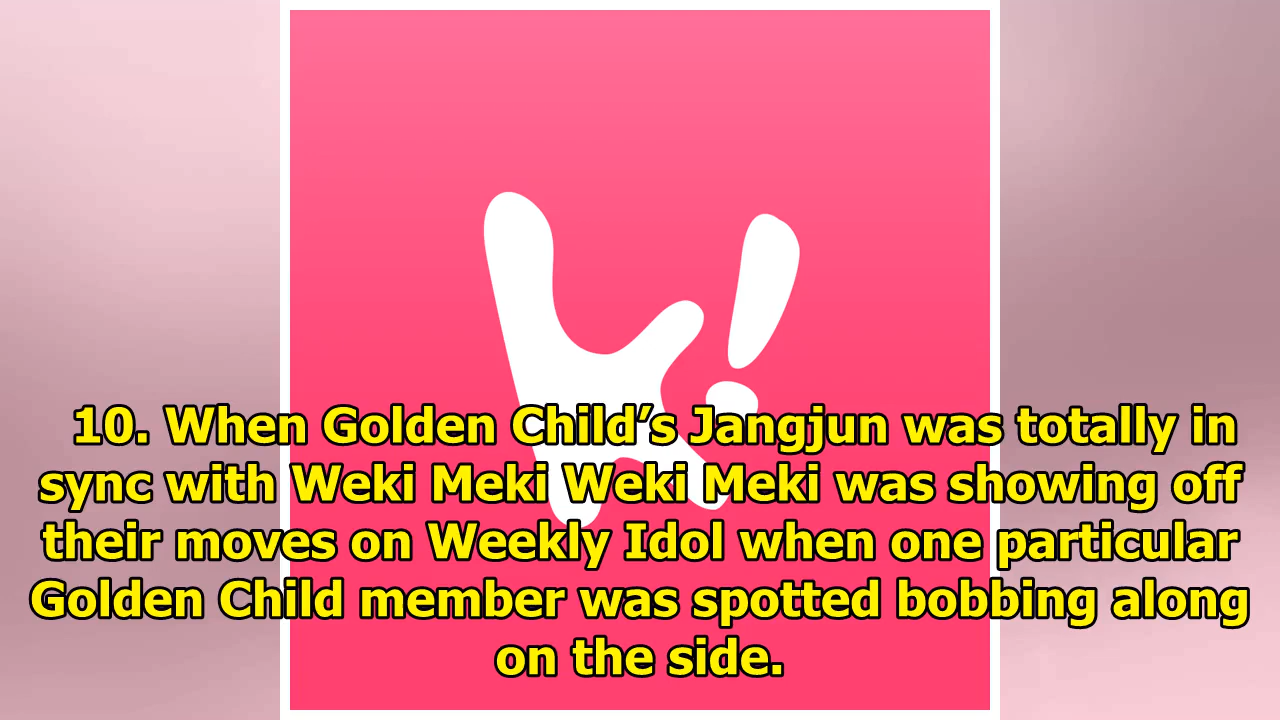 k!
10. When Golden Child’s Jangjun was totally in
sync with Weki Meki Weki Meki was showing off
their moves on Weekly Idol when one particular
Golden Child member was spotted bobbing along
on the side.